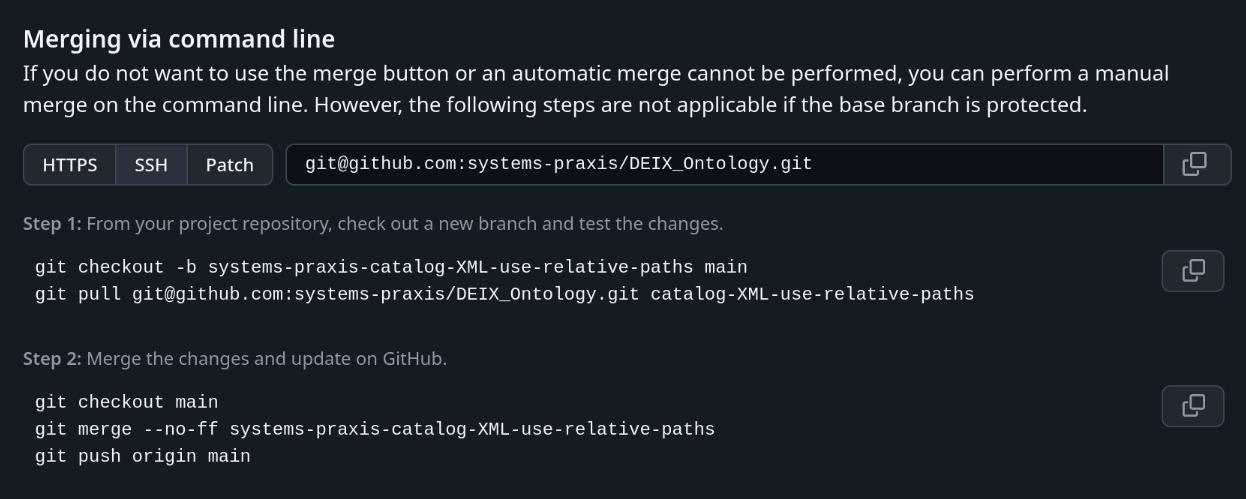 Merging via command line
If you do not want to use the merge button or an automatic merge cannot be performed, you can perform a manual
merge on the command line. However, the following steps are not applicable if the base branch is protected.
HTTPS SSH Patch git@github.com:systems-praxis/DEIX_Ontology.git
Step 1: From your project repository, check out a new branch and test the changes.
git checkout -b systems-praxis-catalog-XML-use-relative-paths main
git pull git@github.com:systems-praxis/DEIX_Ontology.git catalog-XML-use-relative-paths
Step 2: Merge the changes and update on GitHub.
git checkout main
git merge --no-ff systems-praxis-catalog-XML-use-relative-paths
git push origin main